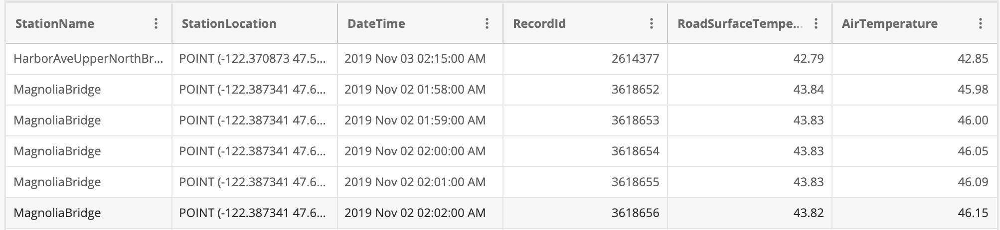 StationName StationLocation DateTime RecordId RoadSurfaceTempe... AirTemperature
HarborAveUpperNorthBr... POINT (-122.370873 47.5... 2019 Nov 03 02:15:00 AM 2614377 42.79 42.85
MagnoliaBridge POINT (-122.387341 47.6... 2019 Nov 02 01:58:00 AM 3618652 43.84 45.98
MagnoliaBridge POINT (-122.387341 47.6... 2019 Nov 02 01:59:00 AM 3618653 43.83 46.00
MagnoliaBridge POINT (-122.387341 47.6... 2019 Nov 02 02:00:00 AM 3618654 43.83 46.05
MagnoliaBridge POINT (-122.387341 47.6... 2019 Nov 02 02:01:00 AM 3618655 43.83 46.09
MagnoliaBridge POINT (-122.387341 47.6... 2019 Nov 02 02:02:00 AM 3618656 43.82 46.15